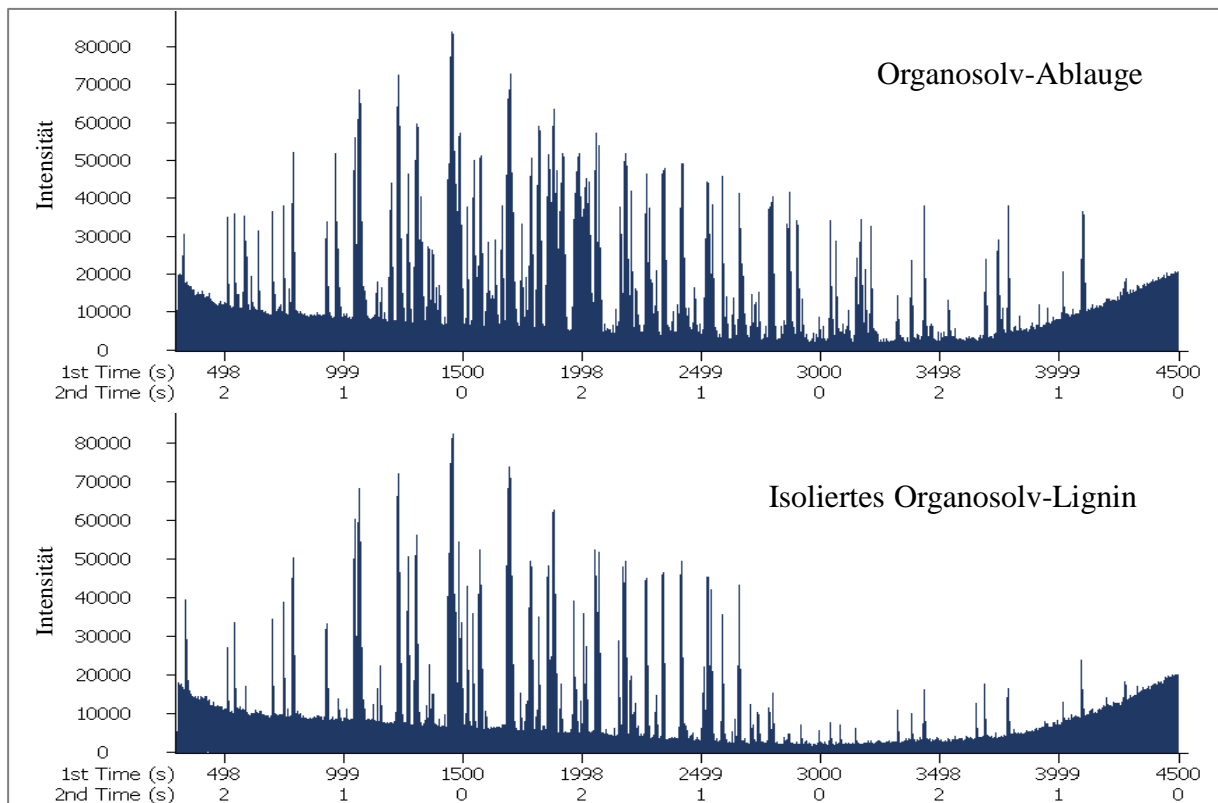 80000
Organosolv-Ablauge
70000
60000
50000
Intensität
40000
30000
20000
10000
0
1st Time (s) 498 999 1500 1998 2499 3000 3498 3999 4500
2nd Time (s) 2 1 0 2 1 0 2 1 0
80000
70000
Isoliertes Organosolv-Lignin
60000
50000
Intensität
40000
30000
20000
10000
0
1st Time (s) 498 999 1500 1998 2499 3000 3498 3999 4500
2nd Time (s) 2 1 0 2 1 0 2 1 0